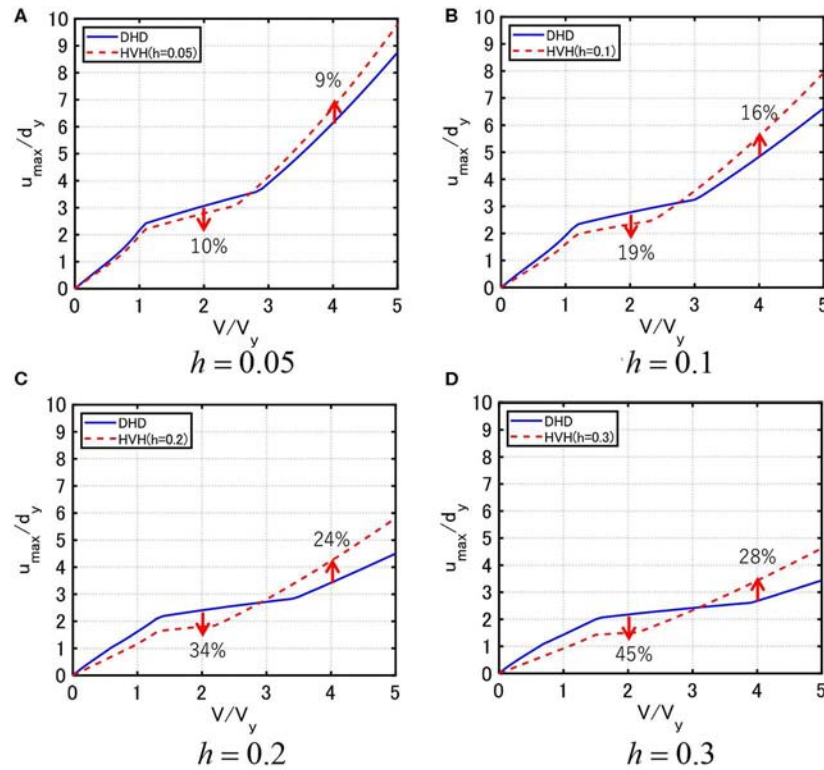 A
DHD
HVH(h=0.05)
9%
10%
u_max/d_y
10
9
8
7
6
5
4
3
2
1
0
0 1 2 3 4 5
V/V_y
h = 0.05
B
DHD
HVH(h=0.1)
16%
19%
u_max/d_y
10
9
8
7
6
5
4
3
2
1
0
0 1 2 3 4 5
V/V_y
h = 0.1
C
DHD
HVH(h=0.2)
24%
34%
u_max/d_y
10
9
8
7
6
5
4
3
2
1
0
0 1 2 3 4 5
V/V_y
h = 0.2
D
DHD
HVH(h=0.3)
28%
45%
u_max/d_y
10
9
8
7
6
5
4
3
2
1
0
0 1 2 3 4 5
V/V_y
h = 0.3